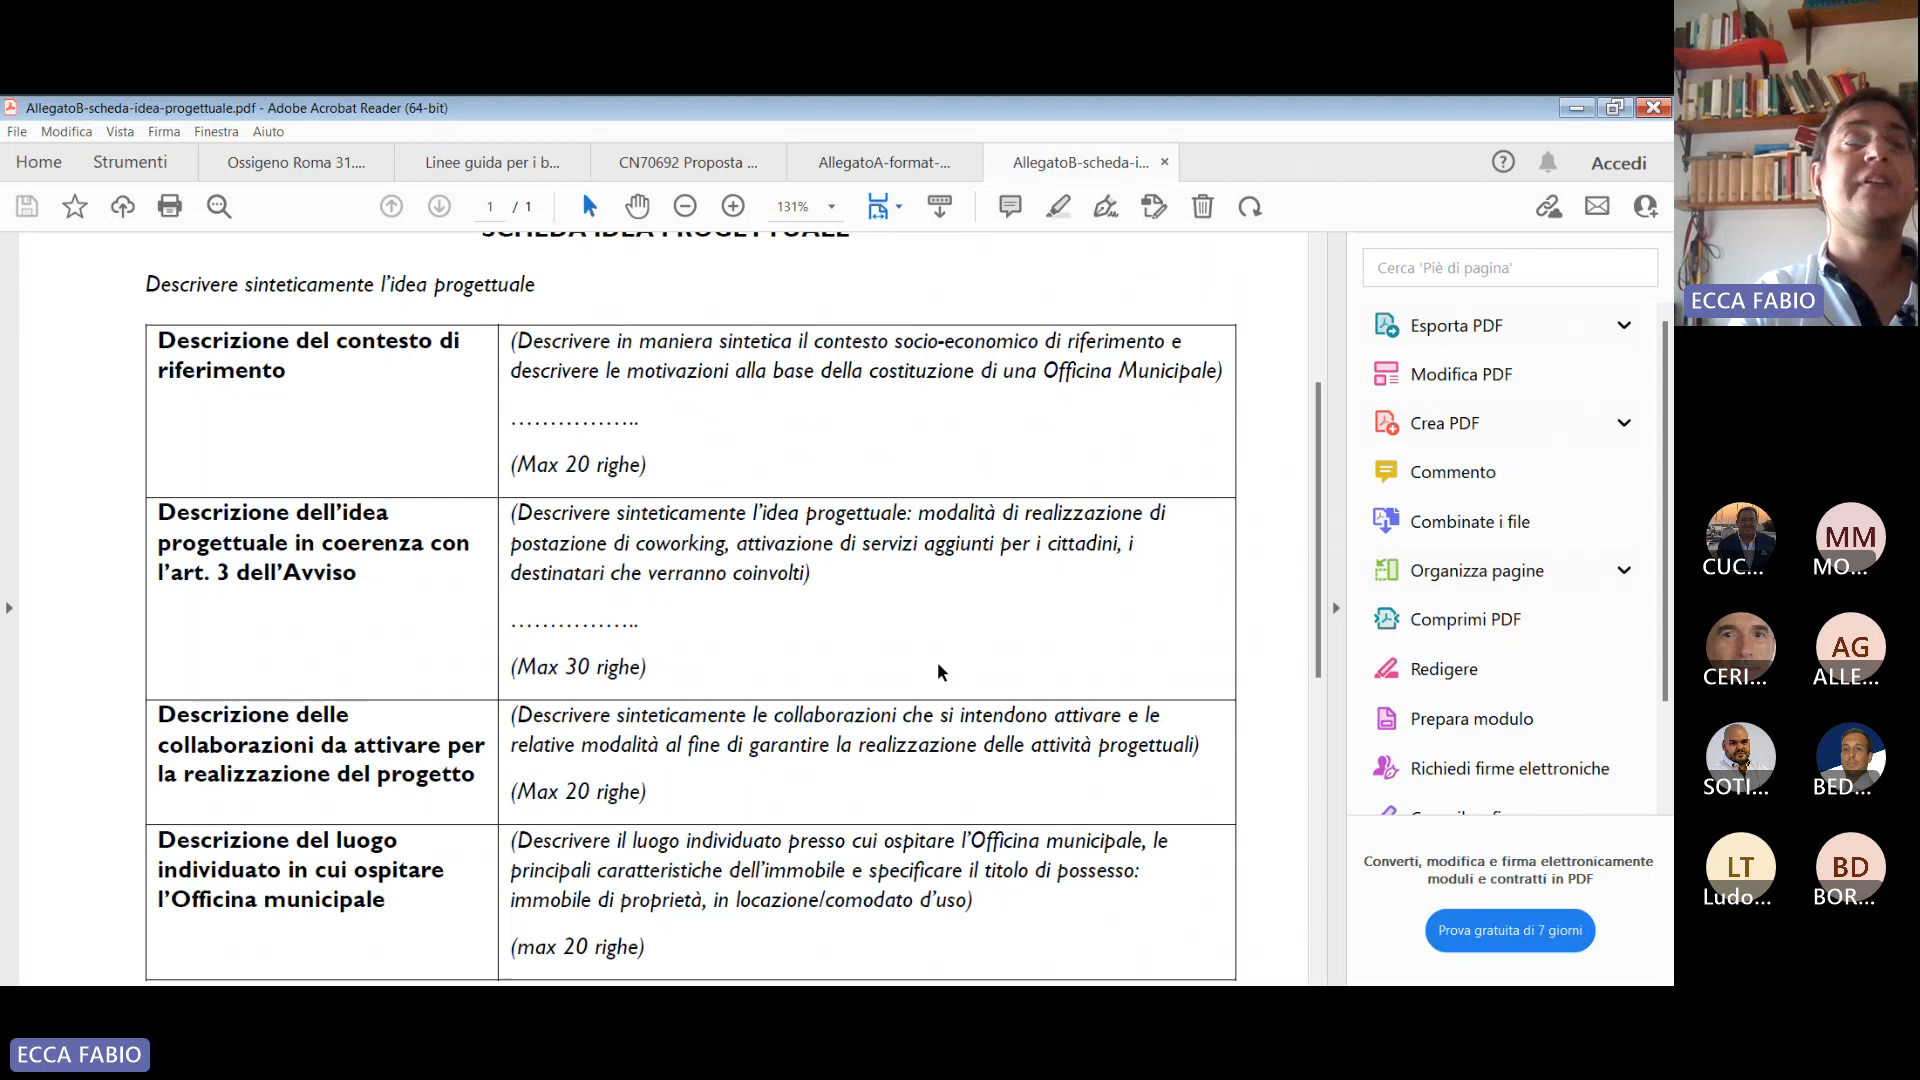 AllegatoB-scheda-idea-progettuale.pdf - Adobe Acrobat Reader (64-bit)
File Modifica Vista Firma Finestra Aiuto
Home Strumenti Ossigeno Roma 31.... Linee guida per i b... CN70692 Proposta ... AllegatoA-format-... AllegatoB-scheda-i... × Accedi
1 / 1 131%
SCHEDA IDEA PROGETTUALE
Descrivere sinteticamente l'idea progettuale
Descrizione del contesto di
riferimento
(Descrivere in maniera sintetica il contesto socio-economico di riferimento e
descrivere le motivazioni alla base della costituzione di una Officina Municipale)
……………..
(Max 20 righe)
Descrizione dell'idea
progettuale in coerenza con
l'art. 3 dell'Avviso
(Descrivere sinteticamente l'idea progettuale: modalità di realizzazione di
postazione di coworking, attivazione di servizi aggiunti per i cittadini, i
destinatari che verranno coinvolti)
……………..
(Max 30 righe)
Descrizione delle
collaborazioni da attivare per
la realizzazione del progetto
(Descrivere sinteticamente le collaborazioni che si intendono attivare e le
relative modalità al fine di garantire la realizzazione delle attività progettuali)
(Max 20 righe)
Descrizione del luogo
individuato in cui ospitare
l'Officina municipale
(Descrivere il luogo individuato presso cui ospitare l'Officina municipale, le
principali caratteristiche dell'immobile e specificare il titolo di possesso:
immobile di proprietà, in locazione/comodato d'uso)
(max 20 righe)
Cerca 'Piè di pagina'
Esporta PDF
Modifica PDF
Crea PDF
Commento
Combinate i file
Organizza pagine
Comprimi PDF
Redigere
Prepara modulo
Richiedi firme elettroniche
Converti, modifica e firma elettronicamente
moduli e contratti in PDF
Prova gratuita di 7 giorni
ECCA FABIO
CUC...
MM
MO...
CERI...
AG
ALLE...
SOTI...
BED...
LT
Ludo...
BD
BOR...
ECCA FABIO